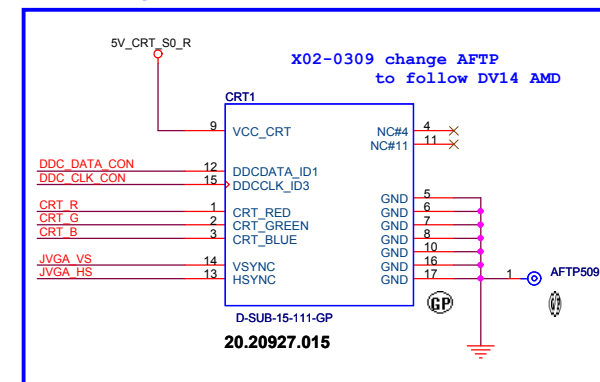 5V_CRT_S0_R
X02-0309 change AFTP
to follow DV14 AMD
CRT1
9 VCC_CRT
NC#4 4
NC#11 11
DDC_DATA_CON 12 DDCDATA_ID1
DDC_CLK_CON 15 DDCCLK_ID3
GND 5
CRT_R 1 CRT_RED
GND 6
CRT_G 2 CRT_GREEN
GND 7
CRT_B 3 CRT_BLUE
GND 8
GND 10
JVGA_VS 14 VSYNC
GND 16
JVGA_HS 13 HSYNC
GND 17
1 AFTP509
GP
D-SUB-15-111-GP
20.20927.015